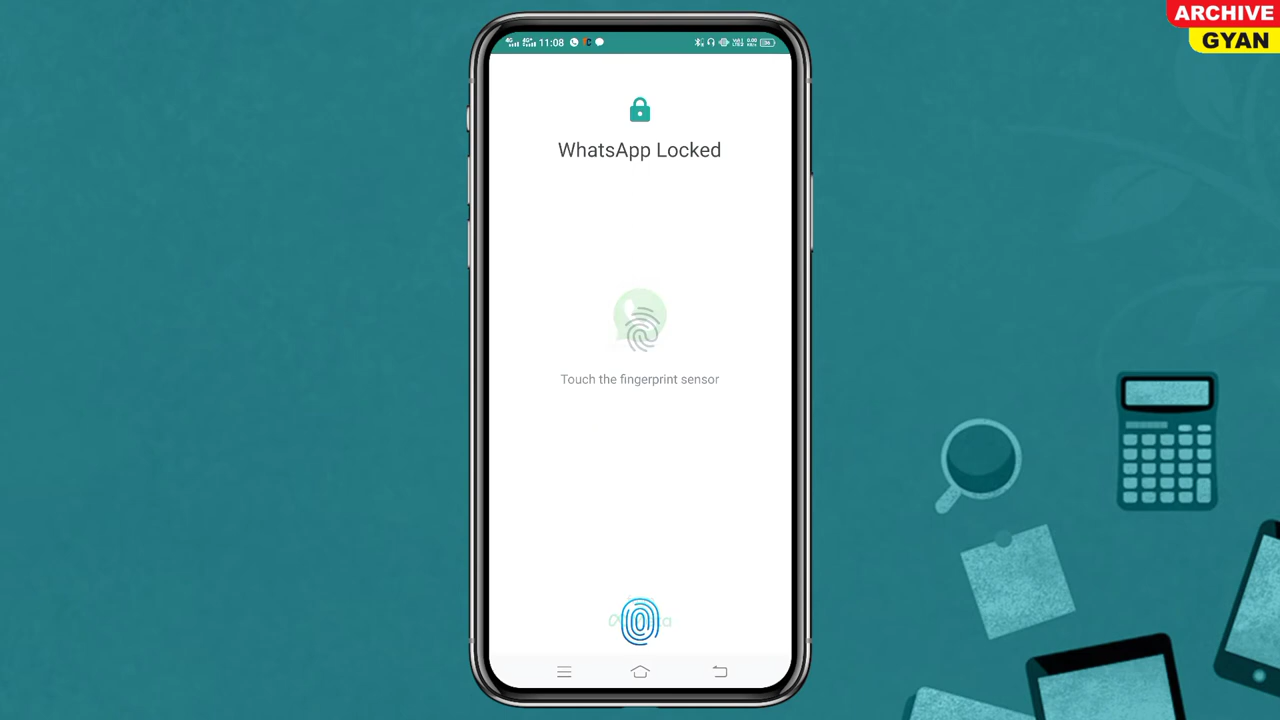 ARCHIVE
GYAN
11:08
WhatsApp Locked
Touch the fingerprint sensor